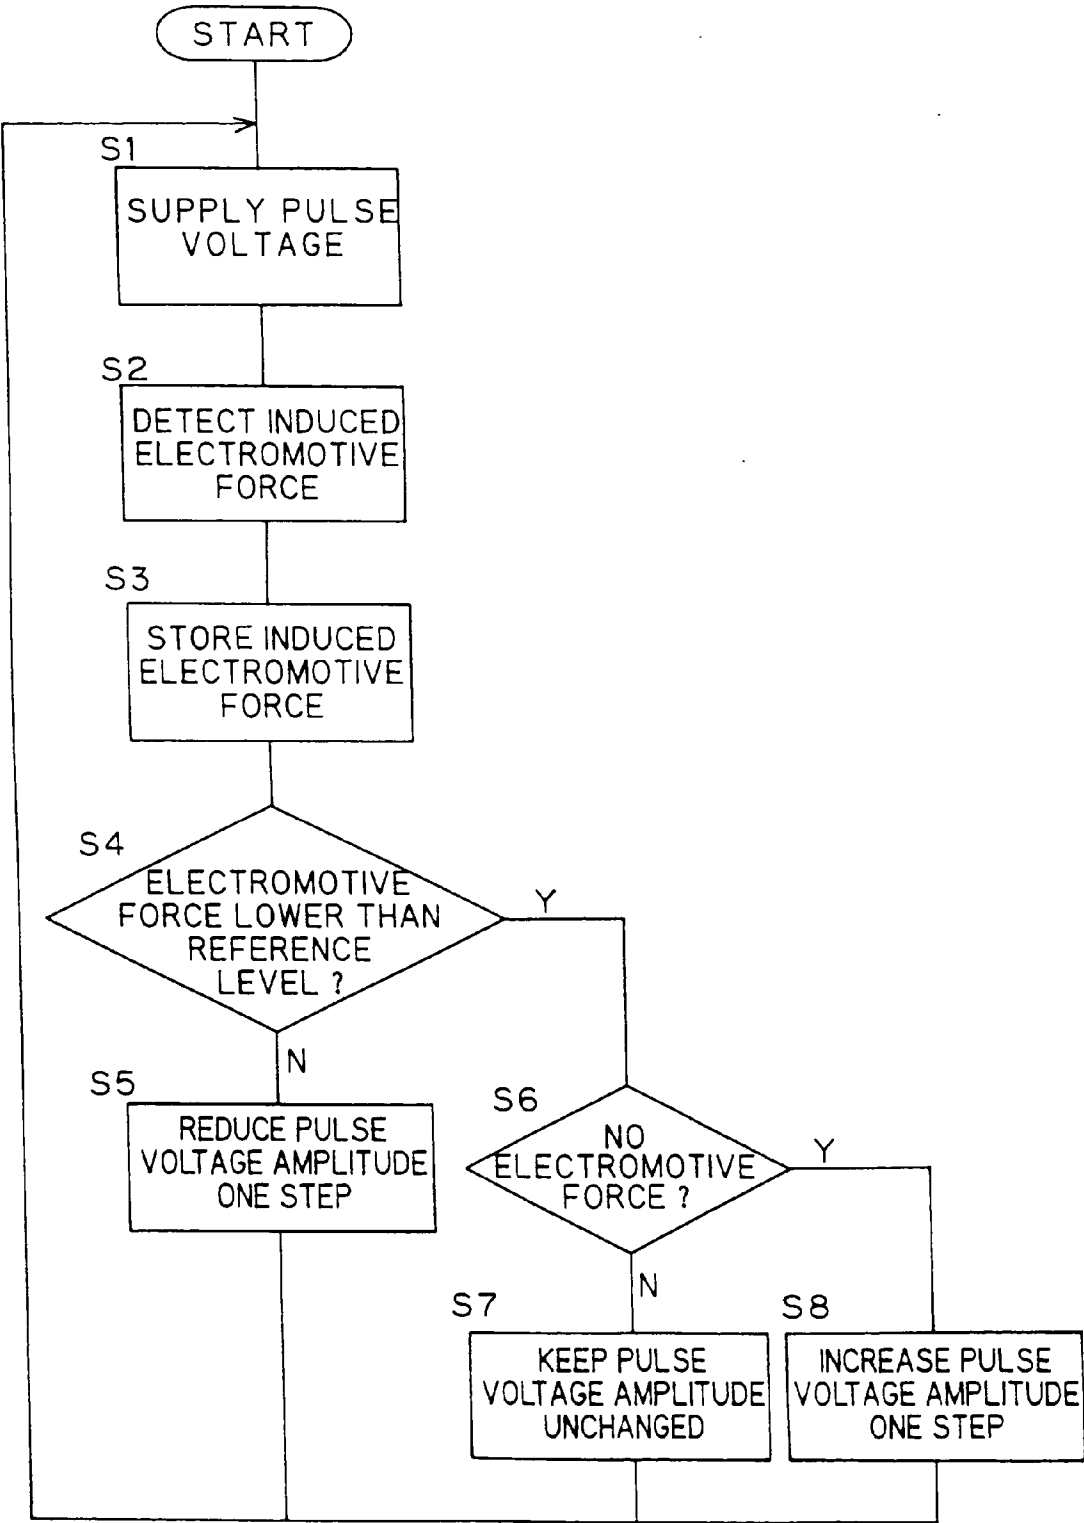 START
S1
SUPPLY PULSE
VOLTAGE
S2
DETECT INDUCED
ELECTROMOTIVE
FORCE
S3
STORE INDUCED
ELECTROMOTIVE
FORCE
S4
ELECTROMOTIVE
FORCE LOWER THAN
REFERENCE
LEVEL ?
Y
N
S5
REDUCE PULSE
VOLTAGE AMPLITUDE
ONE STEP
S6
NO
ELECTROMOTIVE
FORCE ?
Y
N
S7
KEEP PULSE
VOLTAGE AMPLITUDE
UNCHANGED
S8
INCREASE PULSE
VOLTAGE AMPLITUDE
ONE STEP